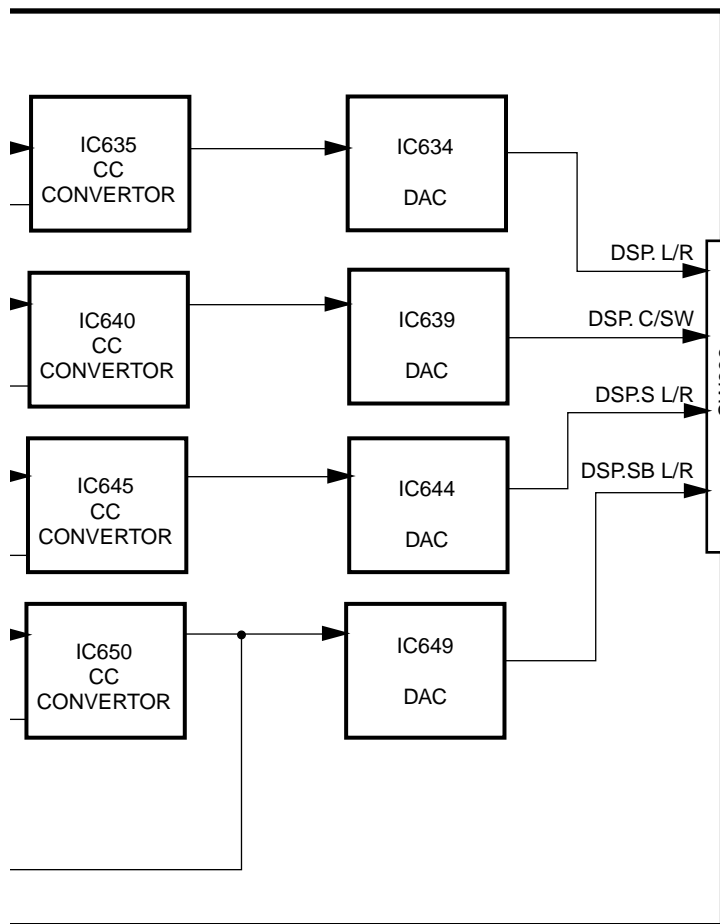 IC635
CC
CONVERTOR
IC634
DAC
DSP. L/R
IC640
CC
CONVERTOR
IC639
DAC
DSP. C/SW
IC645
CC
CONVERTOR
IC644
DAC
DSP.S L/R
DSP.SB L/R
IC650
CC
CONVERTOR
IC649
DAC